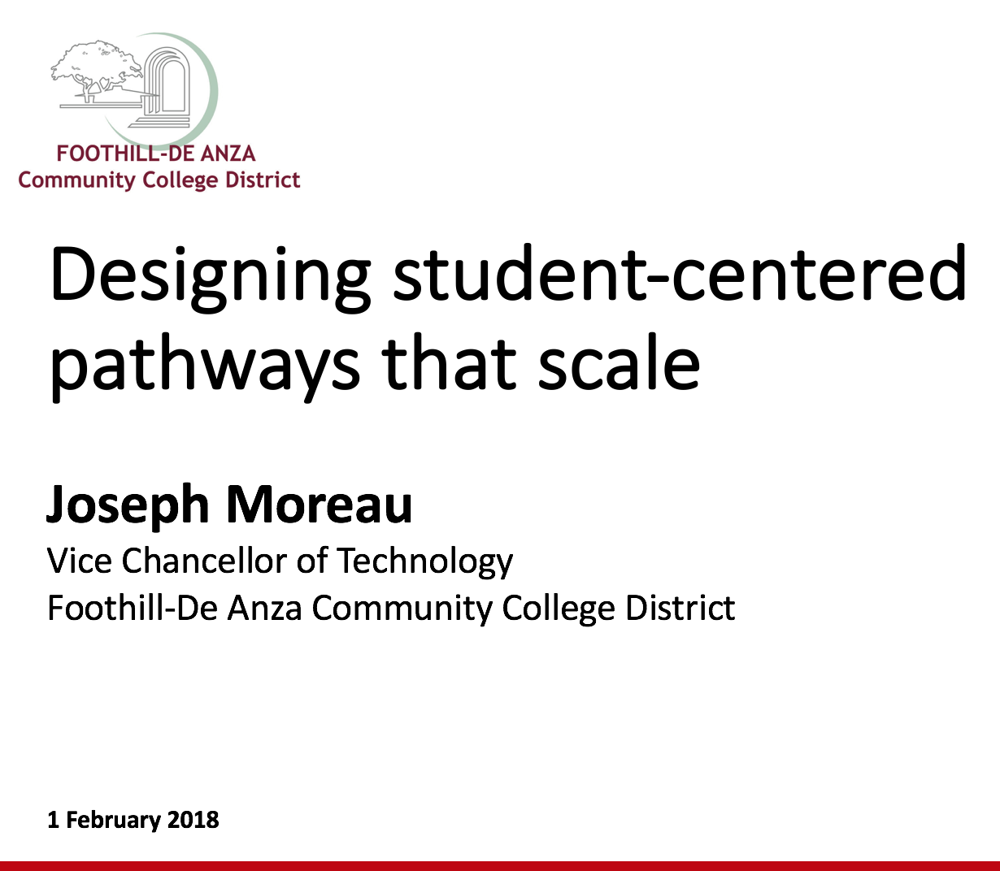 FOOTHILL-DE ANZA
Community College District
Designing student-centered
pathways that scale
Joseph Moreau
Vice Chancellor of Technology
Foothill-De Anza Community College District
1 February 2018